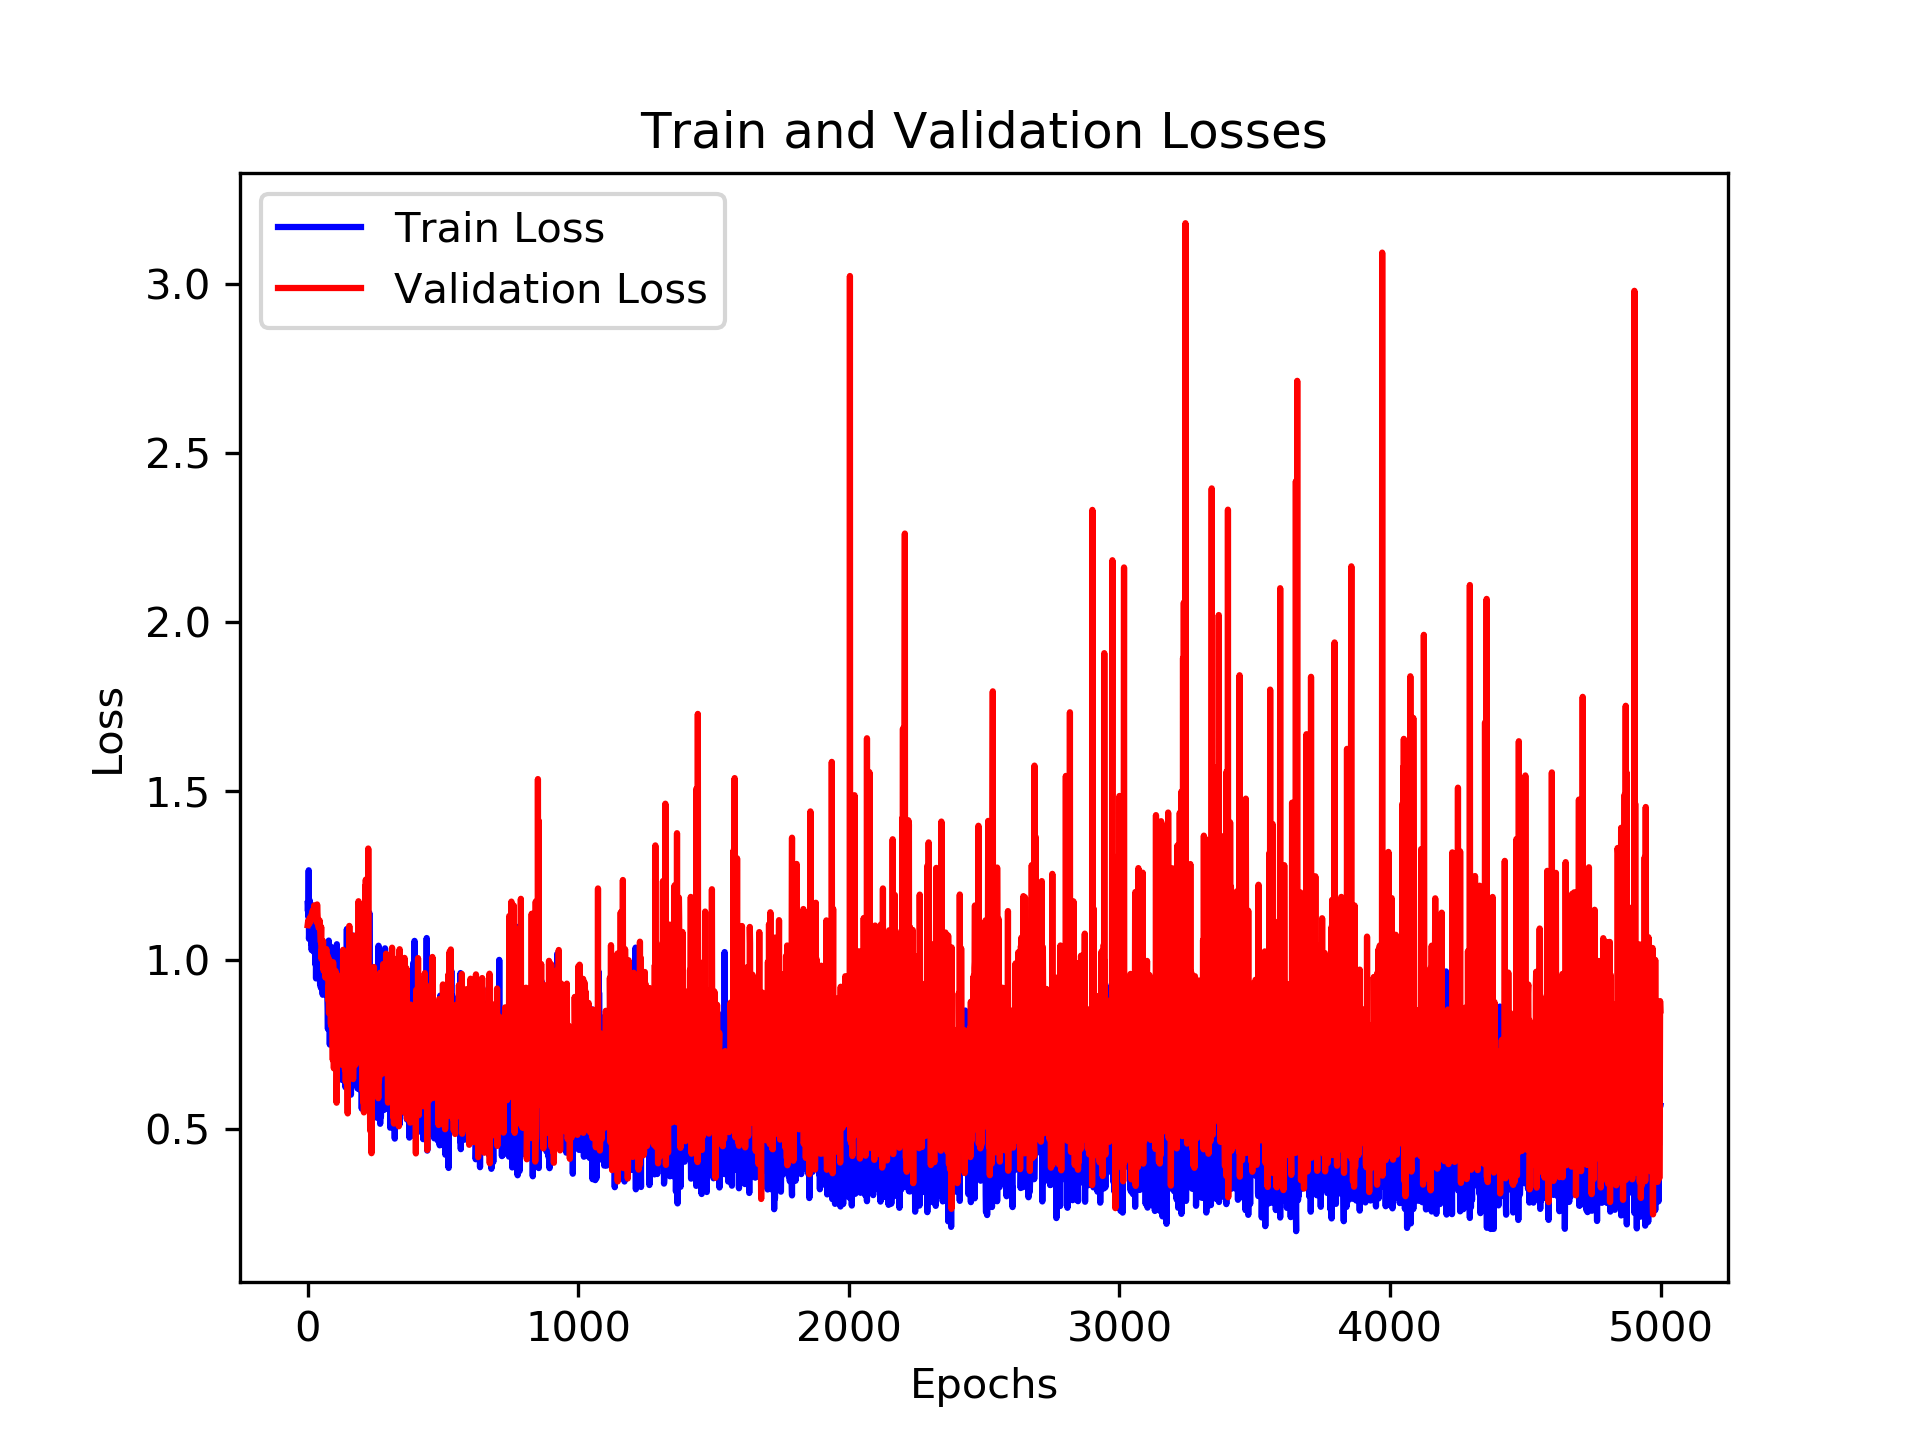 Train and Validation Losses
Train Loss
Validation Loss
3.0
2.5
2.0
1.5
1.0
0.5
Loss
0 1000 2000 3000 4000 5000
Epochs